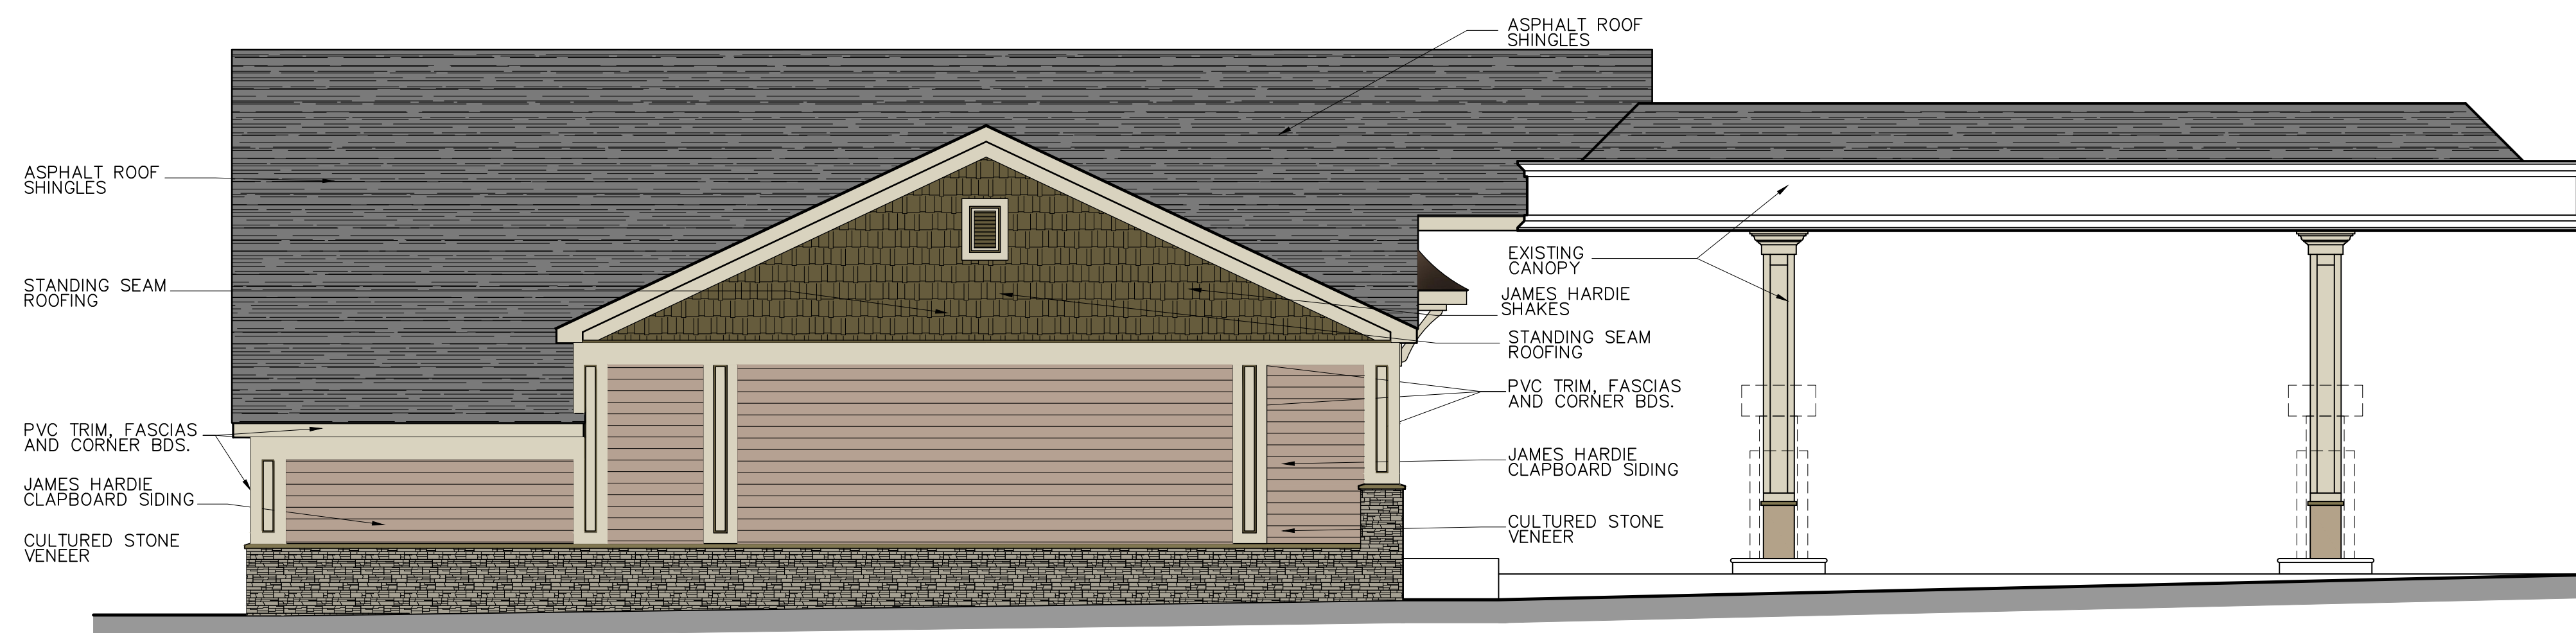 ASPHALT ROOF
SHINGLES
STANDING SEAM
ROOFING
PVC TRIM, FASCIAS
AND CORNER BDS.
JAMES HARDIE
CLAPBOARD SIDING
CULTURED STONE
VENEER
ASPHALT ROOF
SHINGLES
EXISTING
CANOPY
JAMES HARDIE
SHAKES
STANDING SEAM
ROOFING
PVC TRIM, FASCIAS
AND CORNER BDS.
JAMES HARDIE
CLAPBOARD SIDING
CULTURED STONE
VENEER